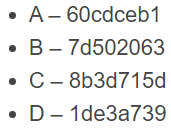 • A – 60cdceb1
• B – 7d502063
• C – 8b3d715d
• D – 1de3a739